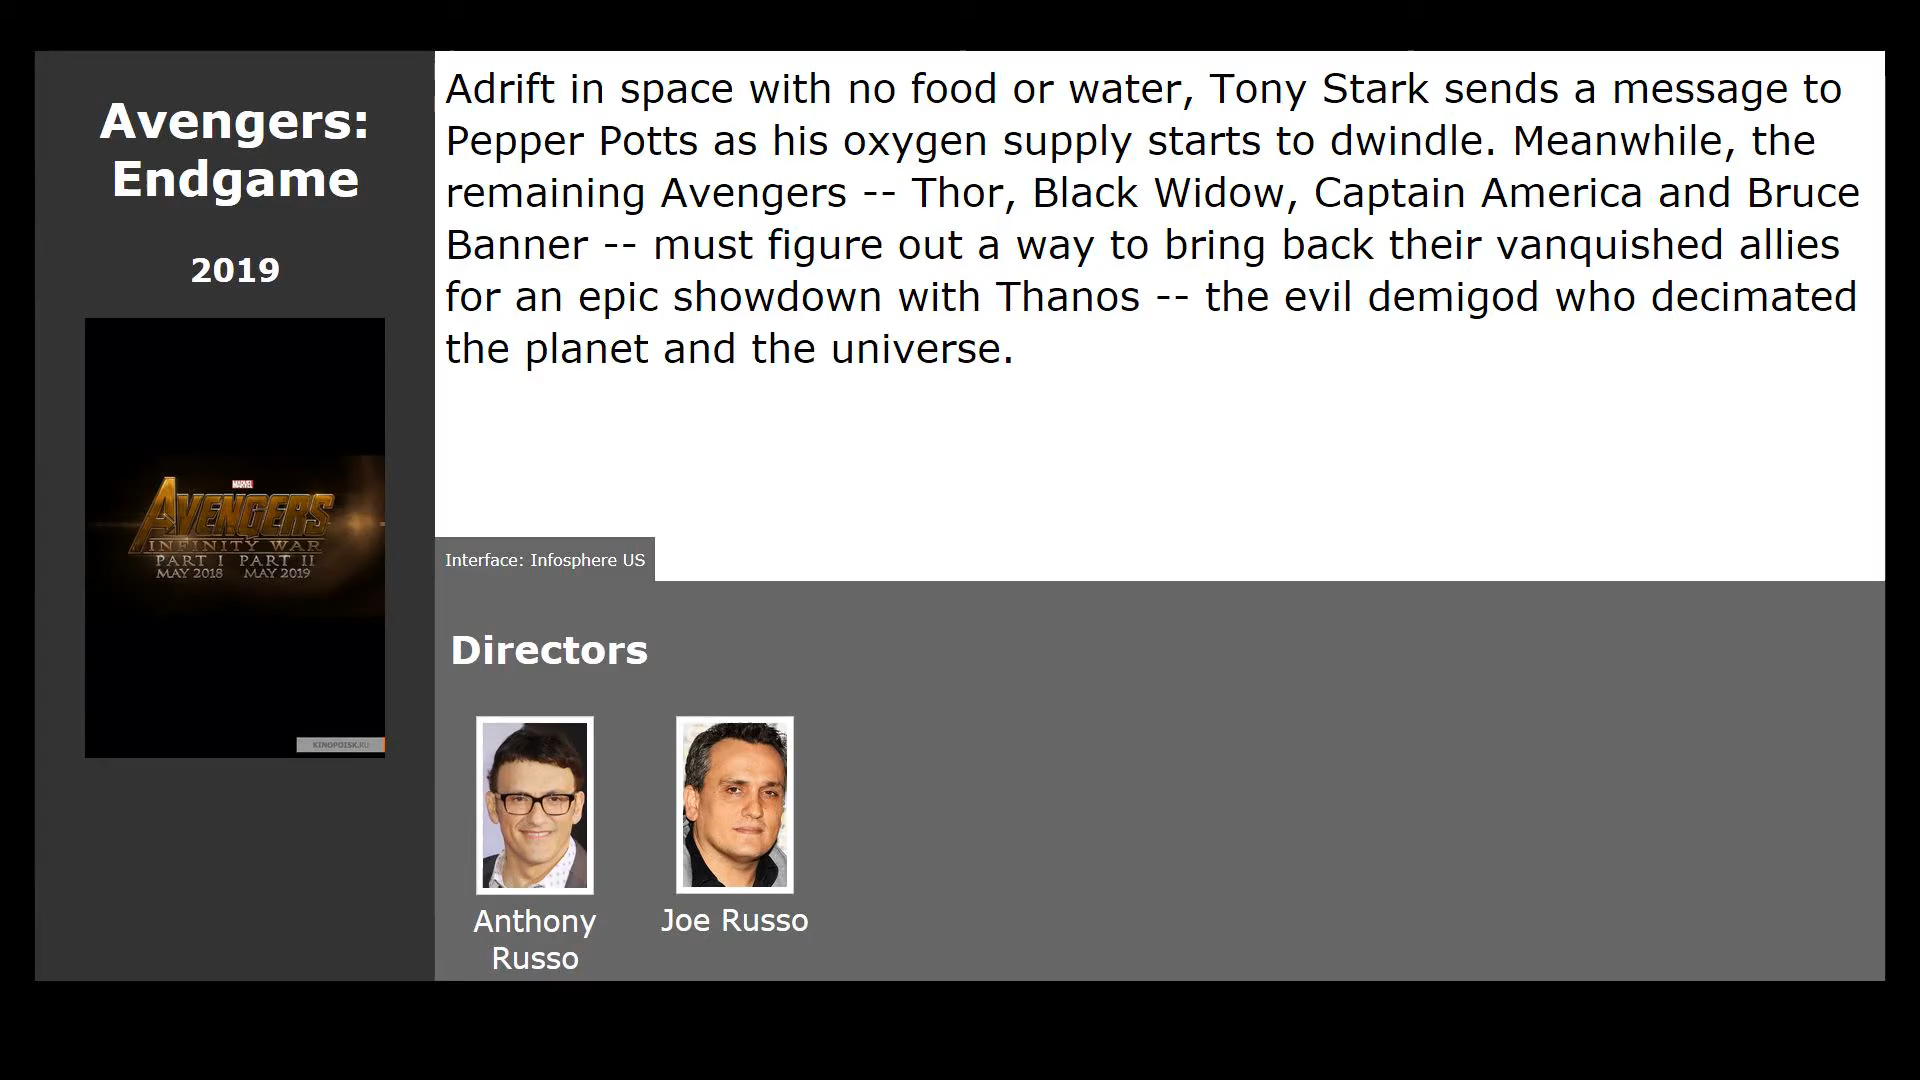 Avengers:
Endgame
2019
MARVEL
AVENGERS
INFINITY WAR
PART I PART II
MAY 2018 MAY 2019
KINOPOISK.RU
Adrift in space with no food or water, Tony Stark sends a message to
Pepper Potts as his oxygen supply starts to dwindle. Meanwhile, the
remaining Avengers -- Thor, Black Widow, Captain America and Bruce
Banner -- must figure out a way to bring back their vanquished allies
for an epic showdown with Thanos -- the evil demigod who decimated
the planet and the universe.
Interface: Infosphere US
Directors
Anthony
Russo
Joe Russo